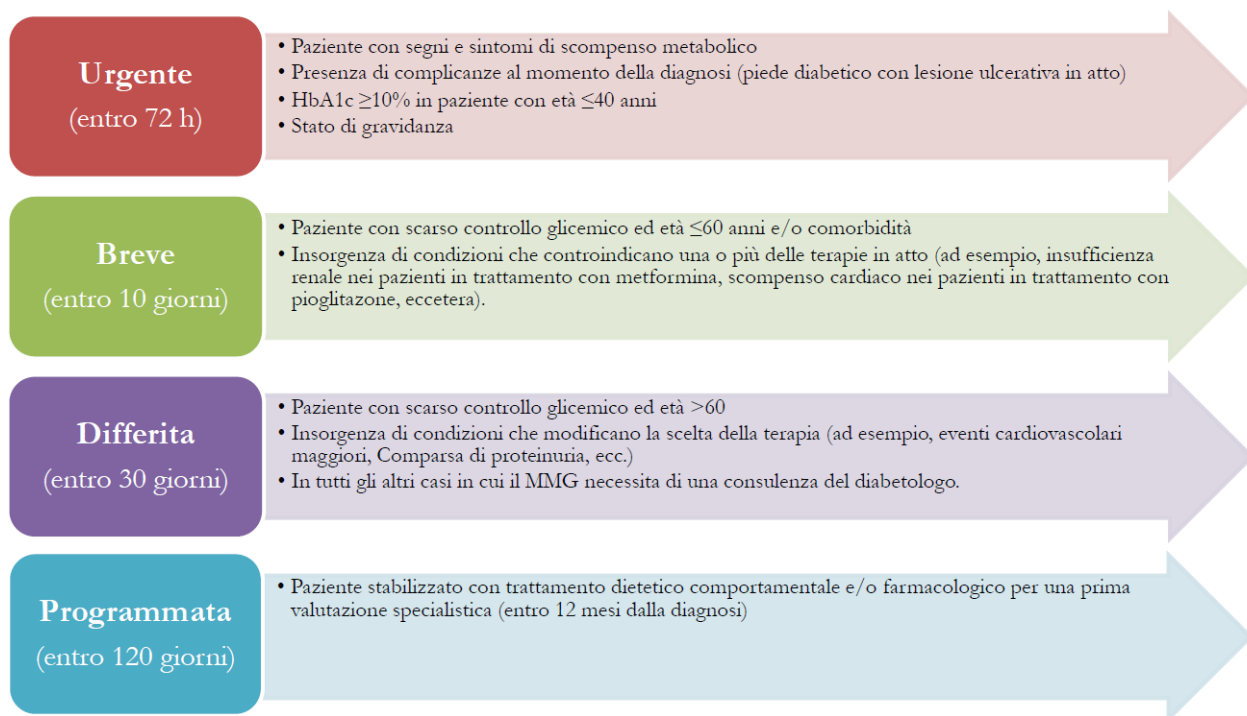 Urgente
(entro 72 h)
• Paziente con segni e sintomi di scompenso metabolico
• Presenza di complicanze al momento della diagnosi (piede diabetico con lesione ulcerativa in atto)
• HbA1c ≥10% in paziente con età ≤40 anni
• Stato di gravidanza
Breve
(entro 10 giorni)
• Paziente con scarso controllo glicemico ed età ≤60 anni e/o comorbidità
• Insorgenza di condizioni che controindicano una o più delle terapie in atto (ad esempio, insufficienza
renale nei pazienti in trattamento con metformina, scompenso cardiaco nei pazienti in trattamento con
pioglitazone, eccetera).
Differita
(entro 30 giorni)
• Paziente con scarso controllo glicemico ed età >60
• Insorgenza di condizioni che modificano la scelta della terapia (ad esempio, eventi cardiovascolari
maggiori, Comparsa di proteinuria, ecc.)
• In tutti gli altri casi in cui il MMG necessita di una consulenza del diabetologo.
Programmata
(entro 120 giorni)
• Paziente stabilizzato con trattamento dietetico comportamentale e/o farmacologico per una prima
valutazione specialistica (entro 12 mesi dalla diagnosi)